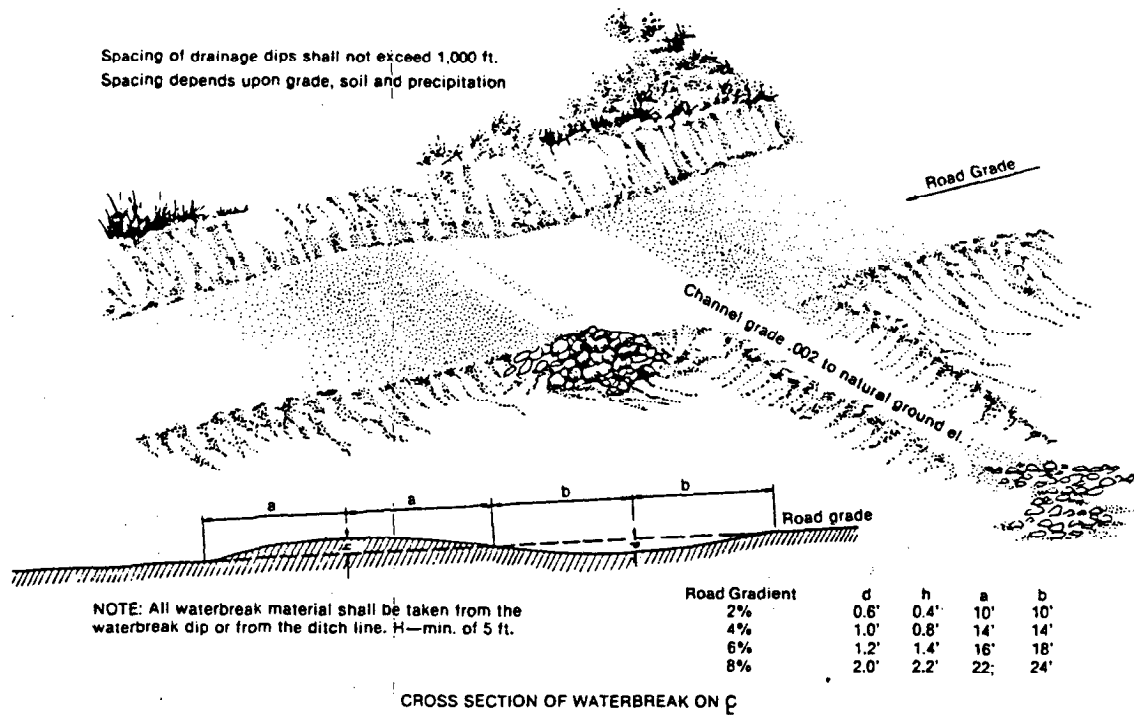 Spacing of drainage dips shall not exceed 1,000 ft.
Spacing depends upon grade, soil and precipitation
Road Grade
Channel grade .002 to natural ground el.
a a b b
Road grade
h d
NOTE: All waterbreak material shall be taken from the
waterbreak dip or from the ditch line. H—min. of 5 ft.
Road Gradient d h a b
2% 0.6' 0.4' 10' 10'
4% 1.0' 0.8' 14' 14'
6% 1.2' 1.4' 16' 18'
8% 2.0' 2.2' 22; 24'
CROSS SECTION OF WATERBREAK ON ℄